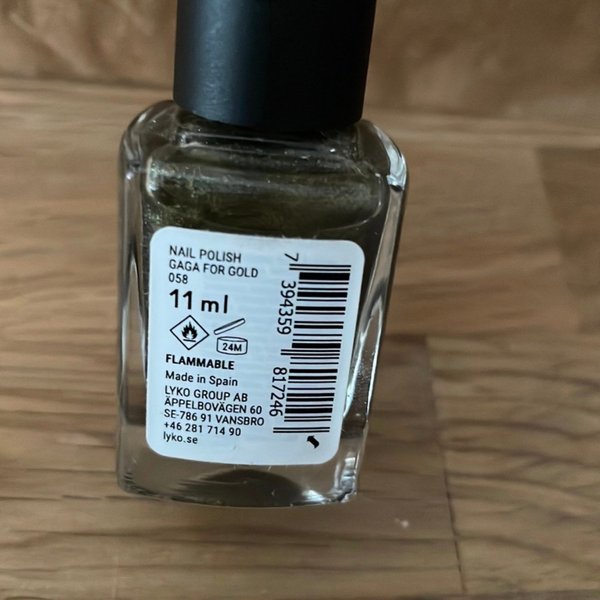 NAIL POLISH
GAGA FOR GOLD
058
11 ml
24M
FLAMMABLE
Made in Spain
LYKO GROUP AB
ÄPPELBOVÄGEN 60
SE-786 91 VANSBRO
+46 281 714 90
lyko.se
7 394359 817246